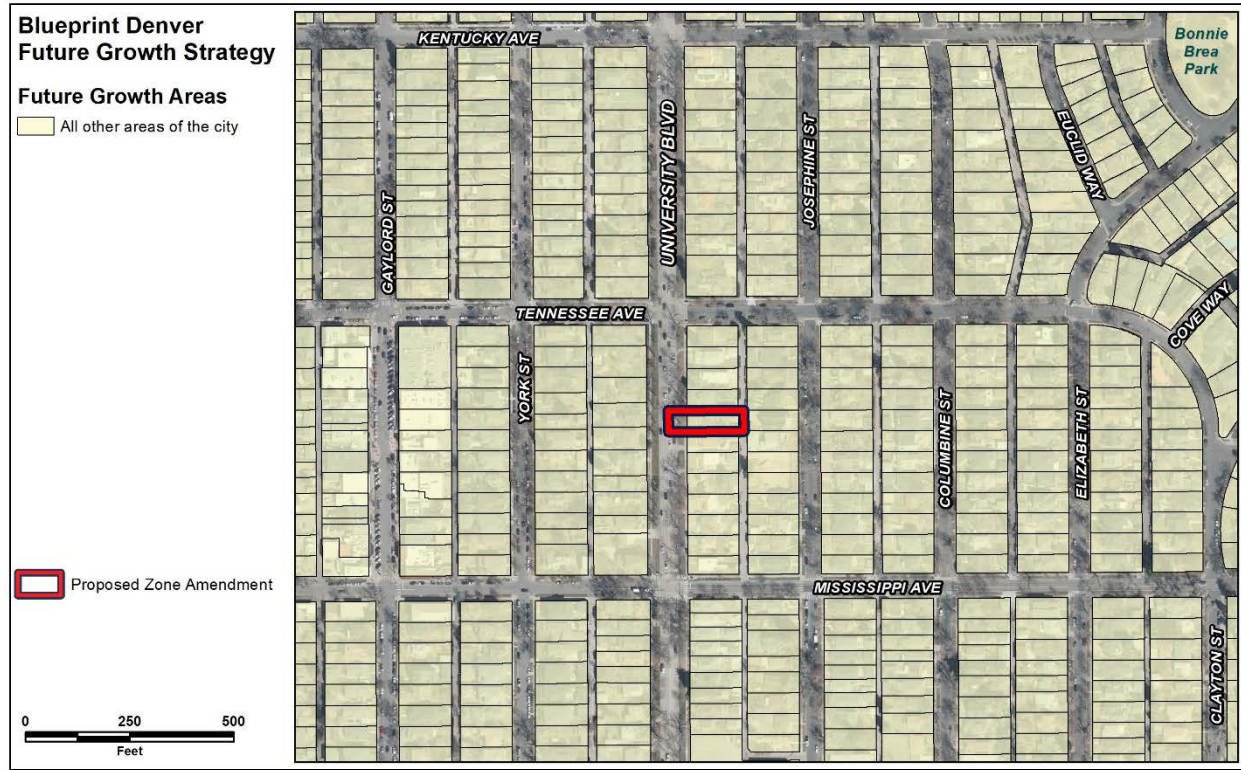 Blueprint Denver
Future Growth Strategy
Future Growth Areas
All other areas of the city
Proposed Zone Amendment
0 250 500
Feet
KENTUCKY AVE
Bonnie
Brea
Park
EUCLID WAY
UNIVERSITY BLVD
JOSEPHINE ST
GAYLORD ST
TENNESSEE AVE
COVE WAY
YORK ST
COLUMBINE ST
ELIZABETH ST
MISSISSIPPI AVE
CLAYTON ST